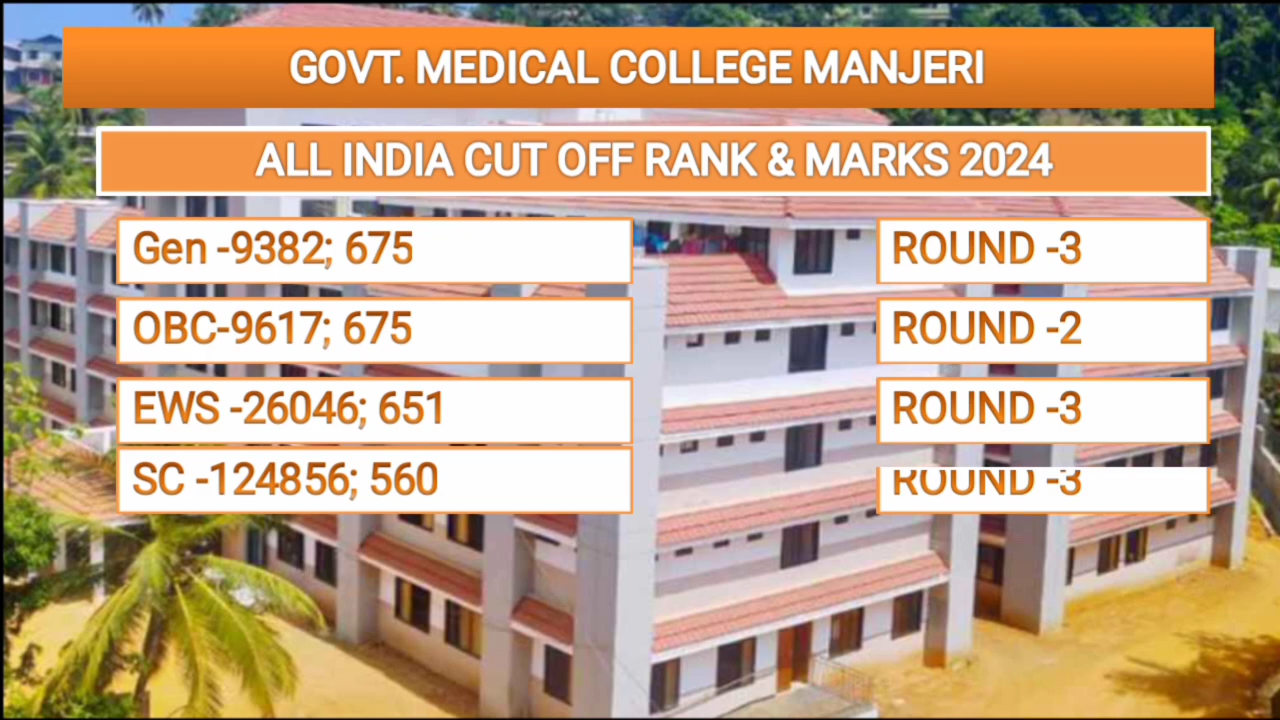 GOVT. MEDICAL COLLEGE MANJERI
ALL INDIA CUT OFF RANK & MARKS 2024
Gen -9382; 675 ROUND -3
OBC-9617; 675 ROUND -2
EWS -26046; 651 ROUND -3
SC -124856; 560 ROUND -3